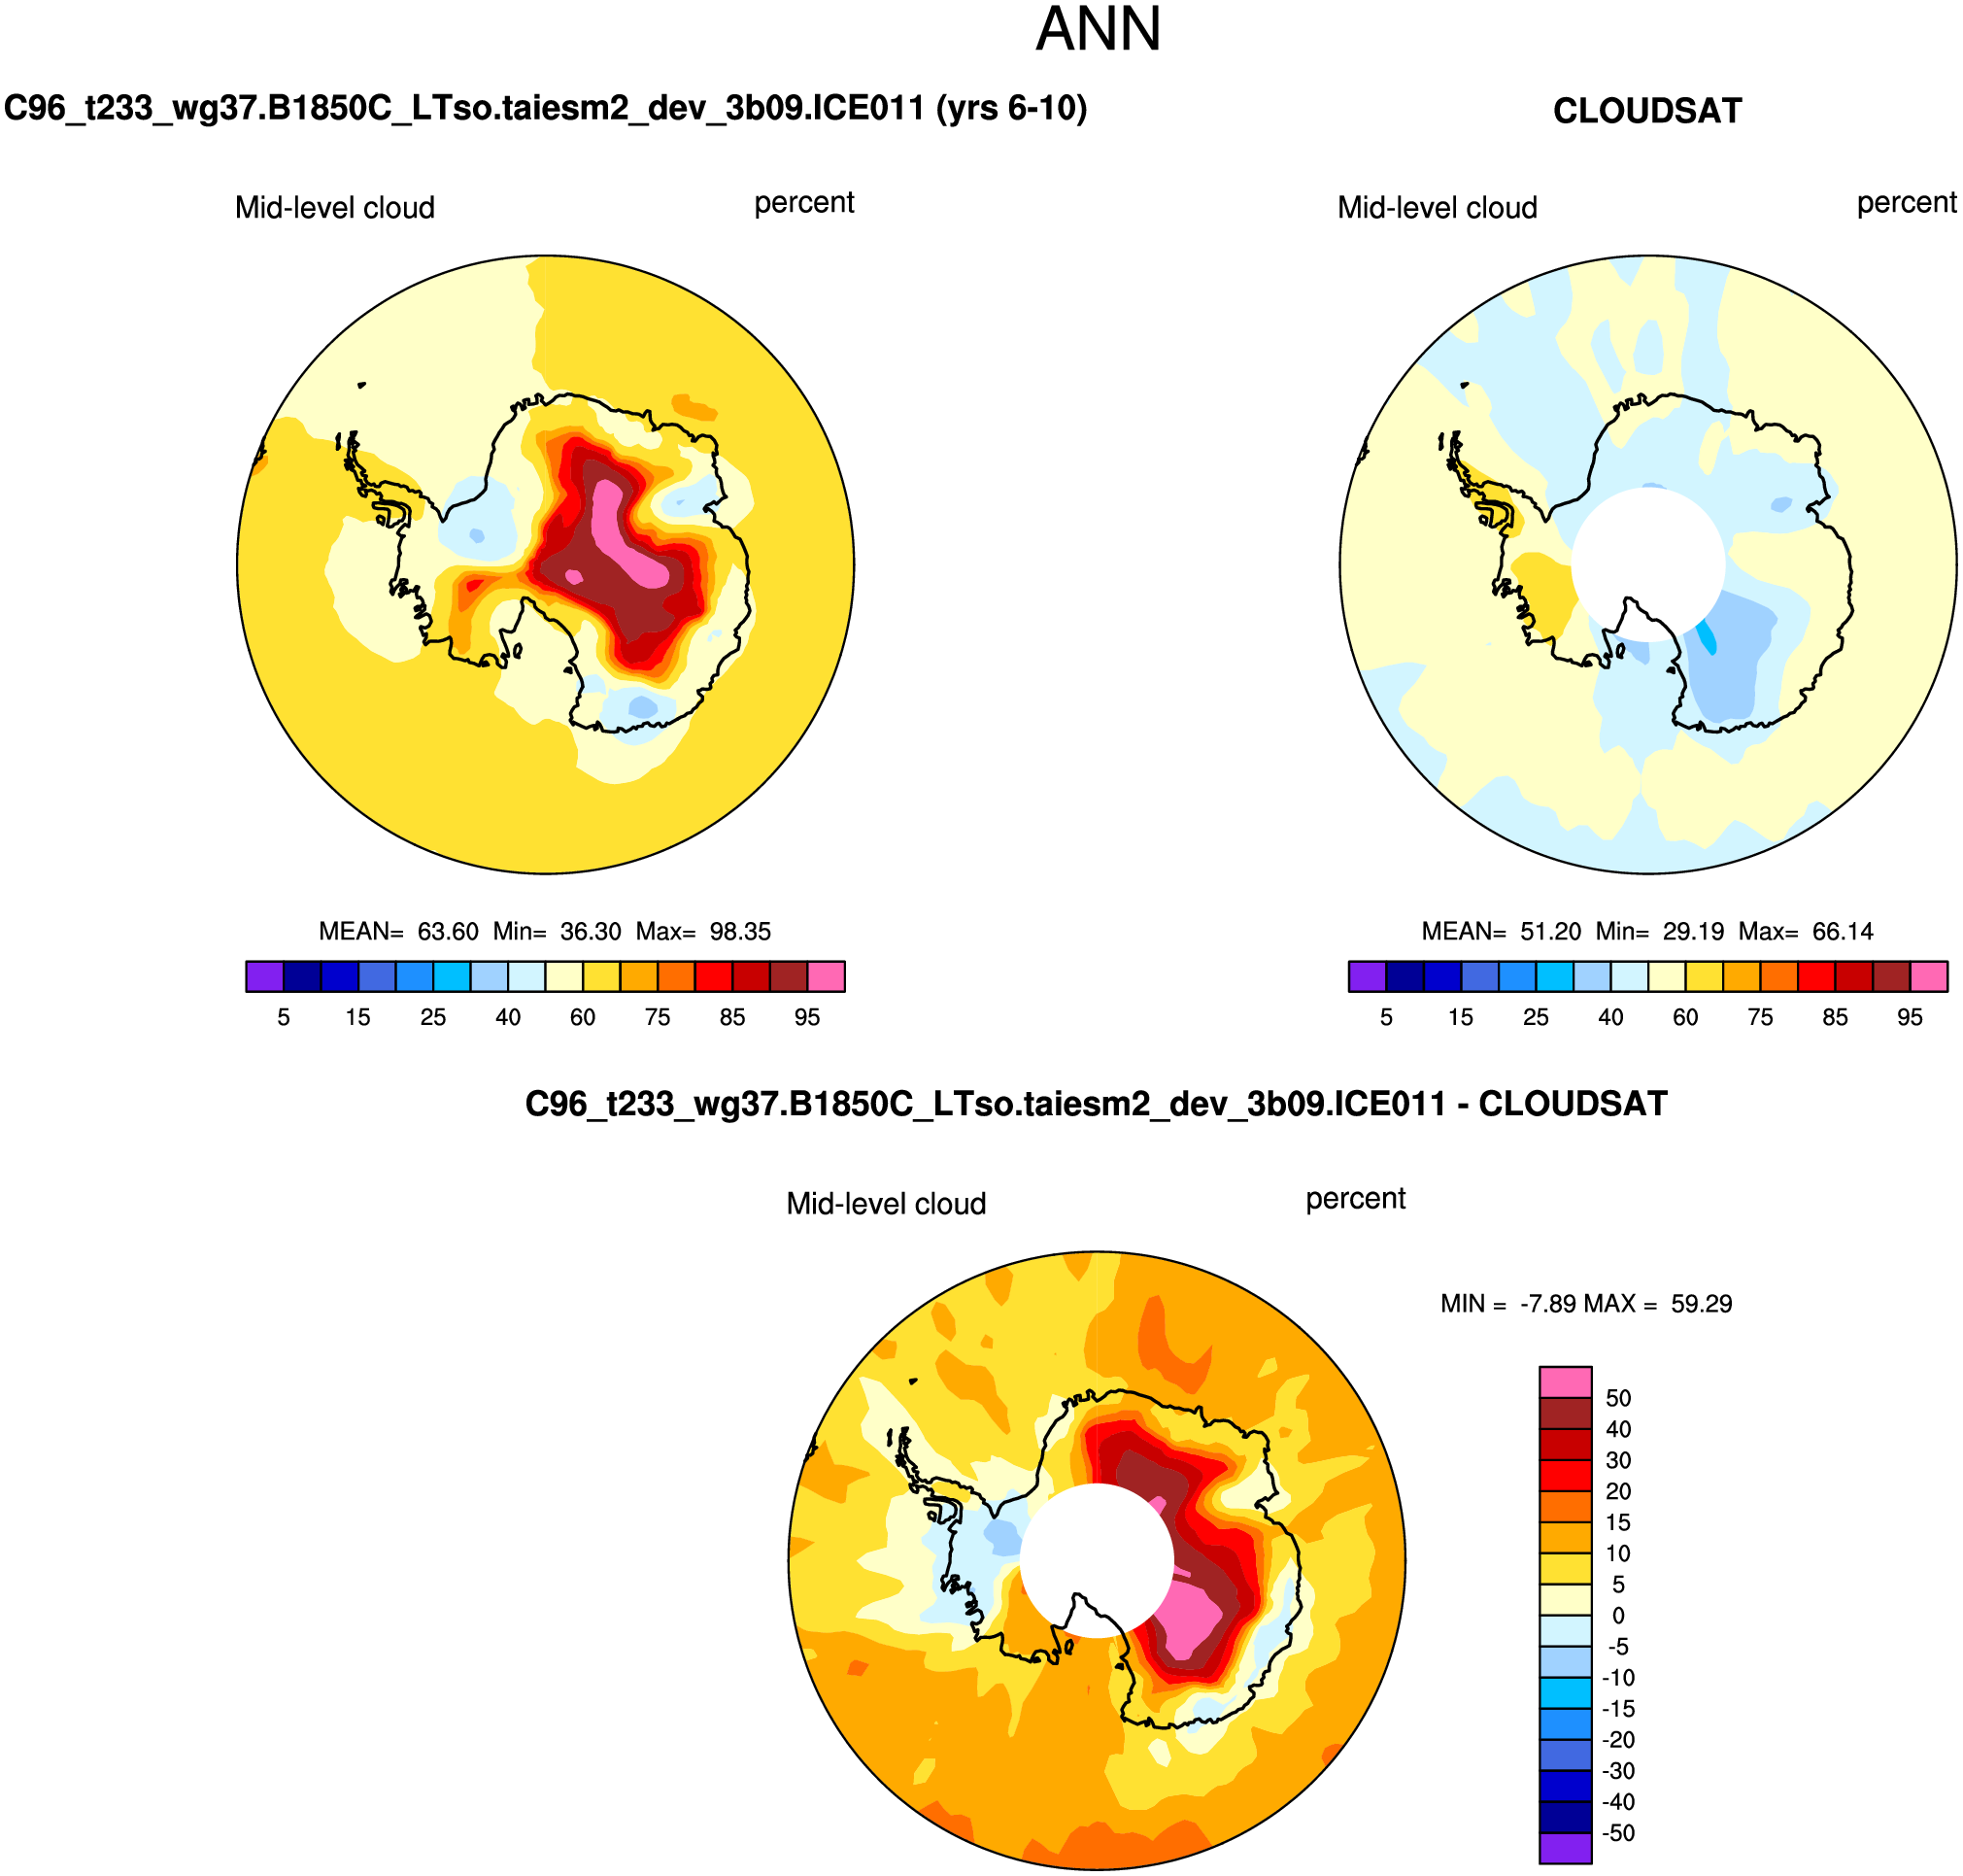 ANN
C96_t233_wg37.B1850C_LTso.taiesm2_dev_3b09.ICE011 (yrs 6-10)
CLOUDSAT
Mid-level cloud percent
Mid-level cloud percent
MEAN= 63.60 Min= 36.30 Max= 98.35
MEAN= 51.20 Min= 29.19 Max= 66.14
5 15 25 40 60 75 85 95
5 15 25 40 60 75 85 95
C96_t233_wg37.B1850C_LTso.taiesm2_dev_3b09.ICE011 - CLOUDSAT
Mid-level cloud percent
MIN = -7.89 MAX = 59.29
50
40
30
20
15
10
5
0
-5
-10
-15
-20
-30
-40
-50